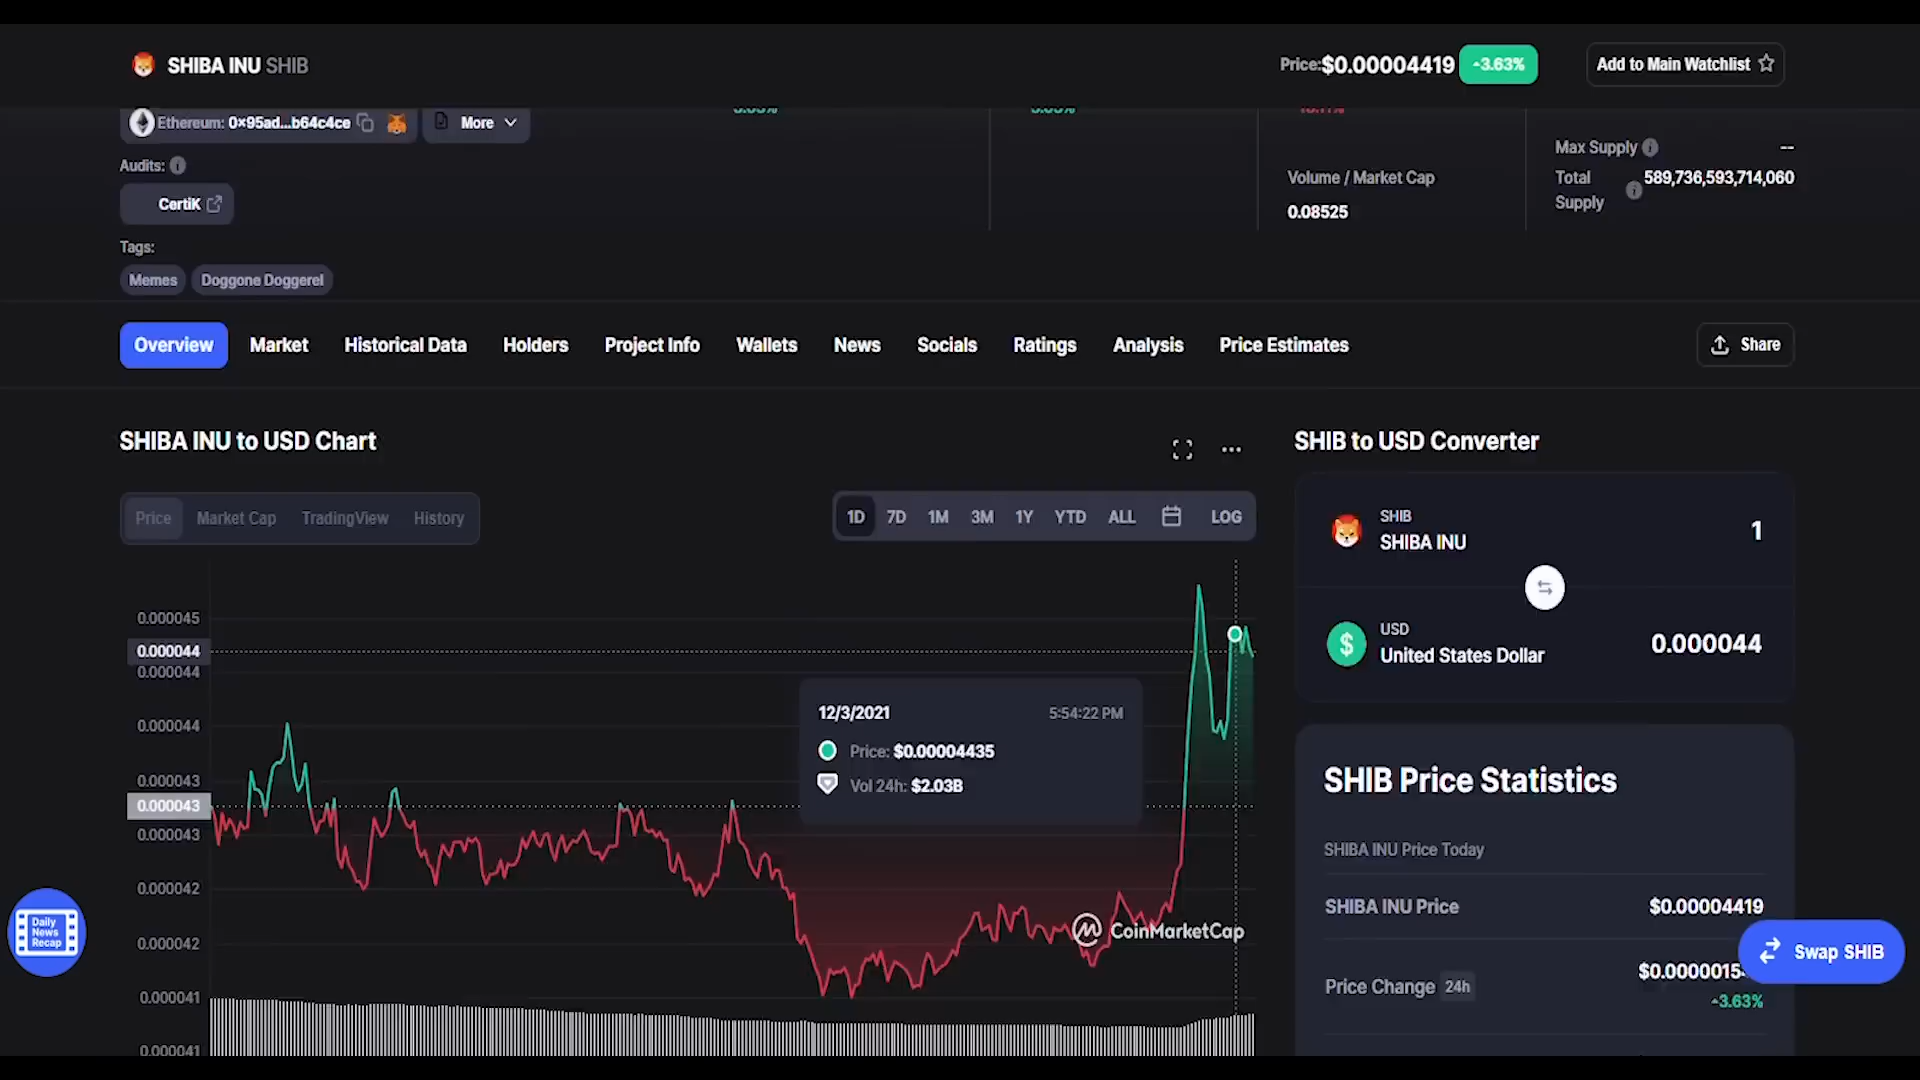 SHIBA INU SHIB
Price:$0.00004419
3.63%
Add to Main Watchlist
Ethereum: 0×95ad...b64c4ce
More
Audits:
CertiK
Tags:
Memes
Doggone Doggerel
Volume / Market Cap
0.08525
Max Supply
--
Total Supply
589,736,593,714,060
Overview
Market
Historical Data
Holders
Project Info
Wallets
News
Socials
Ratings
Analysis
Price Estimates
Share
SHIBA INU to USD Chart
Price
Market Cap
TradingView
History
1D
7D
1M
3M
1Y
YTD
ALL
LOG
0.000045
0.000044
0.000044
0.000044
0.000043
0.000043
0.000043
0.000042
0.000042
0.000041
0.000041
12/3/2021
5:54:22 PM
Price: $0.00004435
Vol 24h: $2.03B
CoinMarketCap
SHIB to USD Converter
SHIB
SHIBA INU
1
USD
United States Dollar
0.000044
SHIB Price Statistics
SHIBA INU Price Today
SHIBA INU Price
$0.00004419
Price Change 24h
3.63%
Swap SHIB
Daily
News
Recap